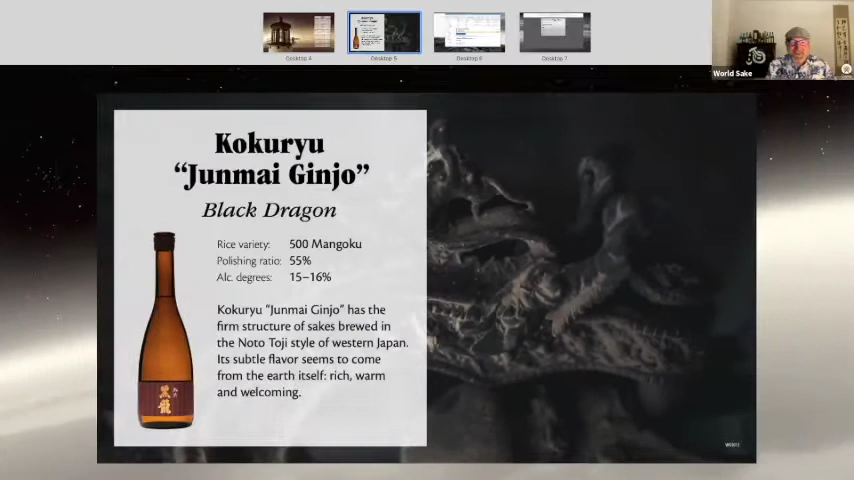 Desktop 4
Desktop 5
Desktop 6
Desktop 7
World Sake
Kokuryu
“Junmai Ginjo”
Black Dragon
Rice variety: 500 Mangoku
Polishing ratio: 55%
Alc. degrees: 15–16%
Kokuryu “Junmai Ginjo” has the
firm structure of sakes brewed in
the Noto Toji style of western Japan.
Its subtle flavor seems to come
from the earth itself: rich, warm
and welcoming.
黒龍